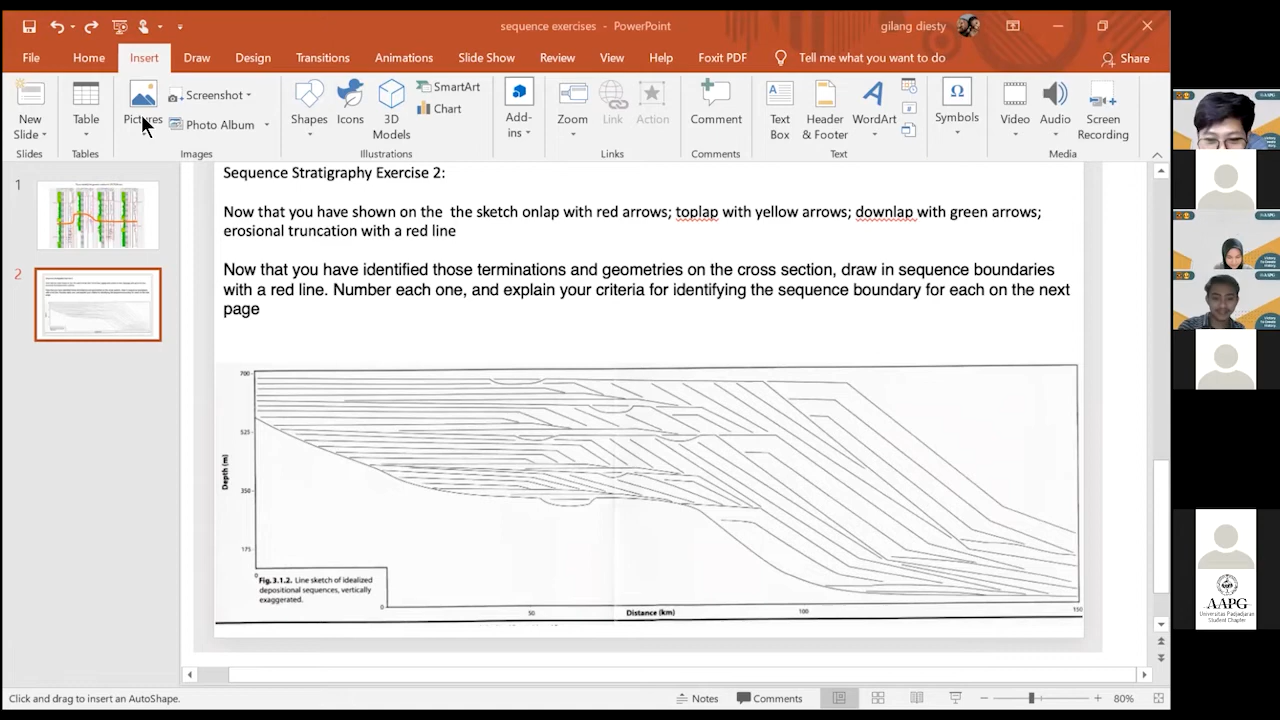 sequence exercises - PowerPoint
gilang diesty
File Home Insert Draw Design Transitions Animations Slide Show Review View Help Foxit PDF Tell me what you want to do Share
New Slide
Table
Pictures
Screenshot
Photo Album
Shapes
Icons
3D Models
SmartArt
Chart
Add-ins
Zoom
Link
Action
Comment
Text Box
Header & Footer
WordArt
Symbols
Video
Audio
Screen Recording
Slides Tables Images Illustrations Links Comments Text Media
1
2
Sequence Stratigraphy Exercise 2:
Now that you have shown on the the sketch onlap with red arrows; toplap with yellow arrows; downlap with green arrows;
erosional truncation with a red line
Now that you have identified those terminations and geometries on the cross section draw in sequence boundaries
with a red line. Number each one, and explain your criteria for identifying the sequence boundary for each on the next
page
700
525
350
175
0
Depth (m)
Fig. 3.1.2. Line sketch of idealized
depositional sequences, vertically
exaggerated.
0 50 Distance (km) 100 150
Click and drag to insert an AutoShape.
Notes Comments 80%
AAPG
Universitas Padjadjaran
Student Chapter